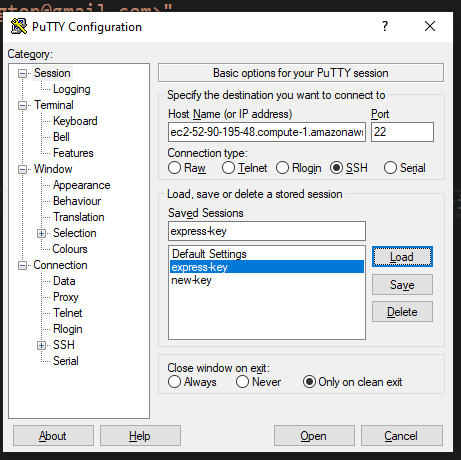 gton@gmail.com>"
PuTTY Configuration
Category:
Session
Logging
Terminal
Keyboard
Bell
Features
Window
Appearance
Behaviour
Translation
Selection
Colours
Connection
Data
Proxy
Telnet
Rlogin
SSH
Serial
Basic options for your PuTTY session
Specify the destination you want to connect to
Host Name (or IP address) Port
ec2-52-90-195-48.compute-1.amazonaws 22
Connection type:
Raw Telnet Rlogin SSH Serial
Load, save or delete a stored session
Saved Sessions
express-key
Default Settings
express-key
new-key
Load
Save
Delete
Close window on exit:
Always Never Only on clean exit
About Help Open Cancel